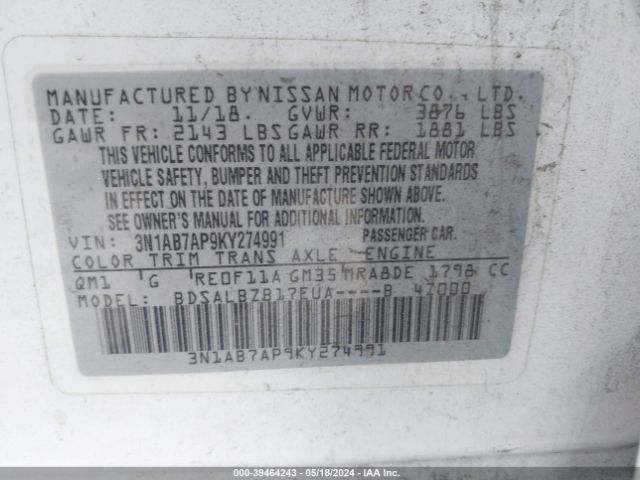 MANUFACTURED BY NISSAN MOTOR CO., LTD.
DATE: 11/18. GVWR: 3876 LBS
GAWR FR: 2143 LBS GAWR RR: 1881 LBS
THIS VEHICLE CONFORMS TO ALL APPLICABLE FEDERAL MOTOR
VEHICLE SAFETY, BUMPER AND THEFT PREVENTION STANDARDS
IN EFFECT ON THE DATE OF MANUFACTURE SHOWN ABOVE.
SEE OWNER'S MANUAL FOR ADDITIONAL INFORMATION.
VIN: 3N1AB7AP9KY274991 PASSENGER CAR.
COLOR TRIM TRANS AXLE ENGINE
QM1 G RE0F11A GM35 MRA8DE 1798 CC
MODEL: BDSALBZB17EUA----B 47000
3N1AB7AP9KY274991
000-39464243 – 05/18/2024 – IAA Inc.